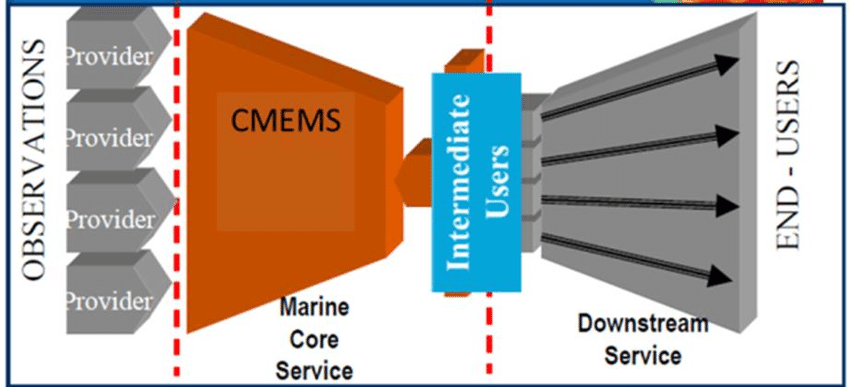 OBSERVATIONS
Provider
Provider
Provider
Provider
CMEMS
Marine
Core
Service
Intermediate
Users
Downstream
Service
END - USERS